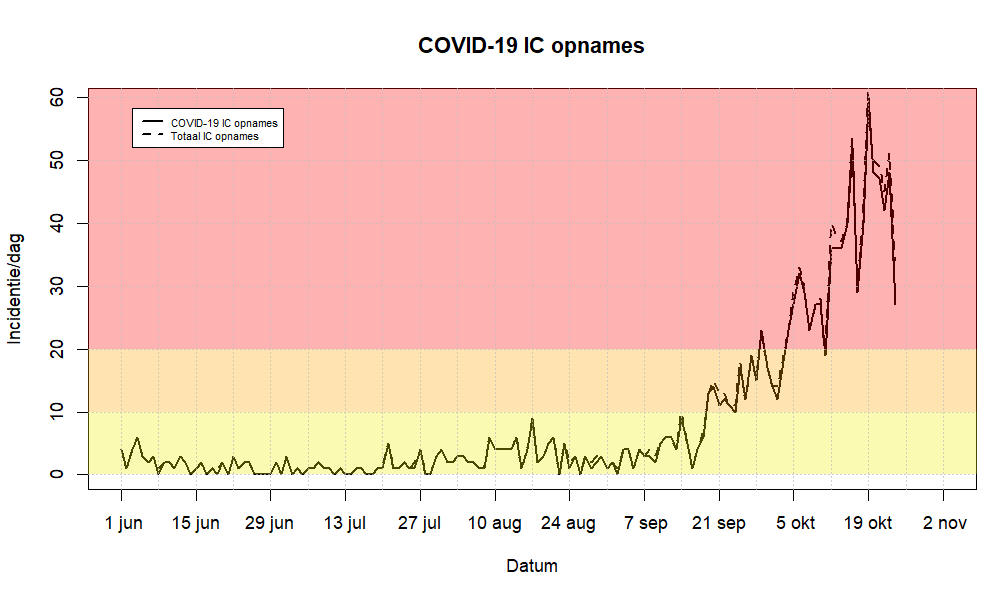 COVID-19 IC opnames
COVID-19 IC opnames
Totaal IC opnames
Incidentie/dag
60
50
40
30
20
10
0
1 jun 15 jun 29 jun 13 jul 27 jul 10 aug 24 aug 7 sep 21 sep 5 okt 19 okt 2 nov
Datum